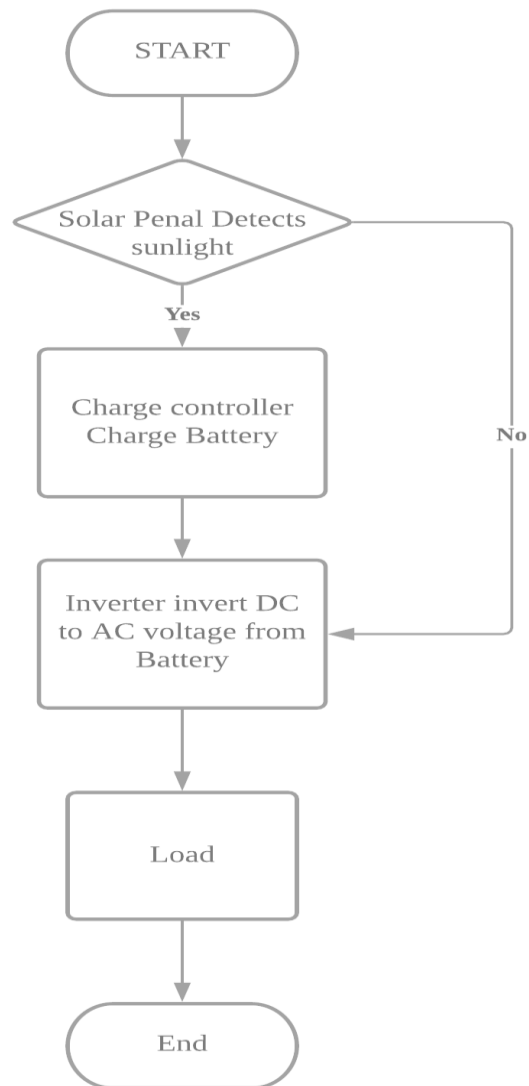 START
Solar Penal Detects
sunlight
Yes
Charge controller
Charge Battery
No
Inverter invert DC
to AC voltage from
Battery
Load
End